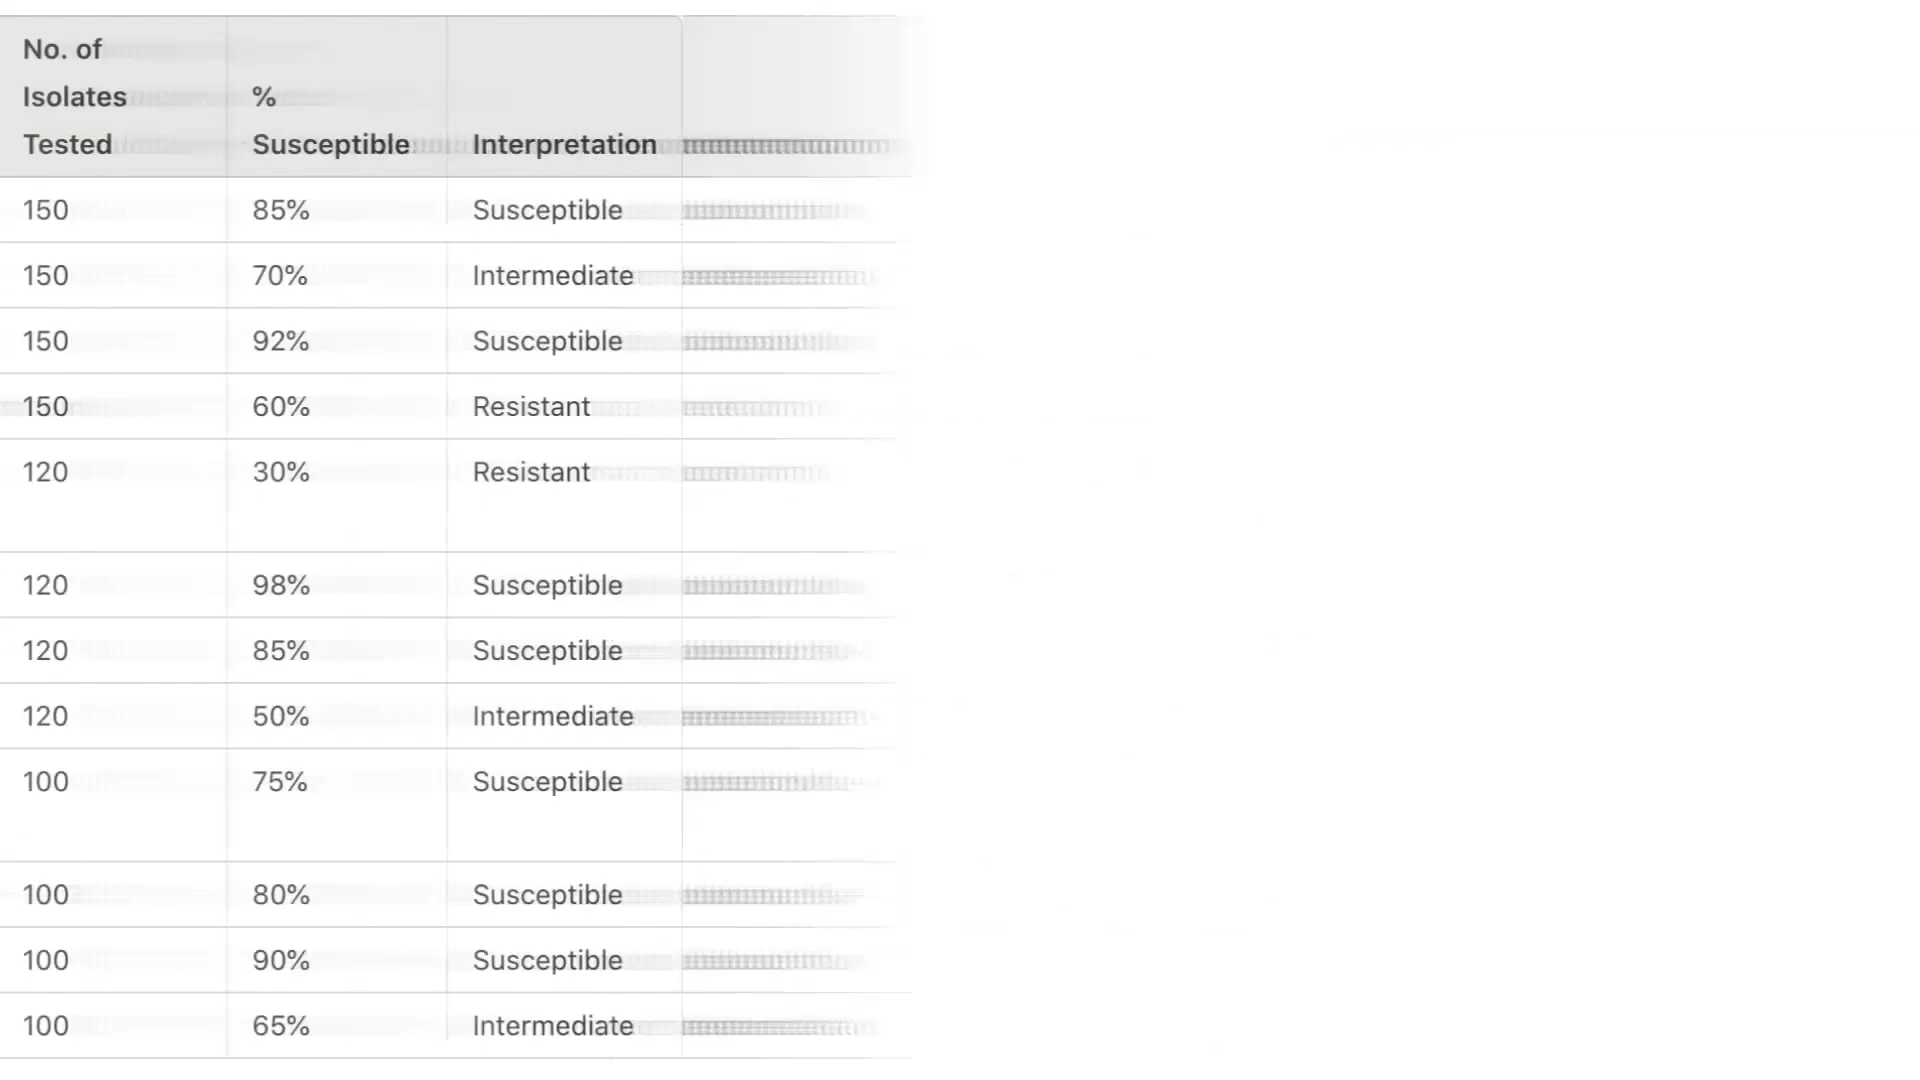 No. of
Isolates %
Tested Susceptible Interpretation
150 85% Susceptible
150 70% Intermediate
150 92% Susceptible
150 60% Resistant
120 30% Resistant
120 98% Susceptible
120 85% Susceptible
120 50% Intermediate
100 75% Susceptible
100 80% Susceptible
100 90% Susceptible
100 65% Intermediate